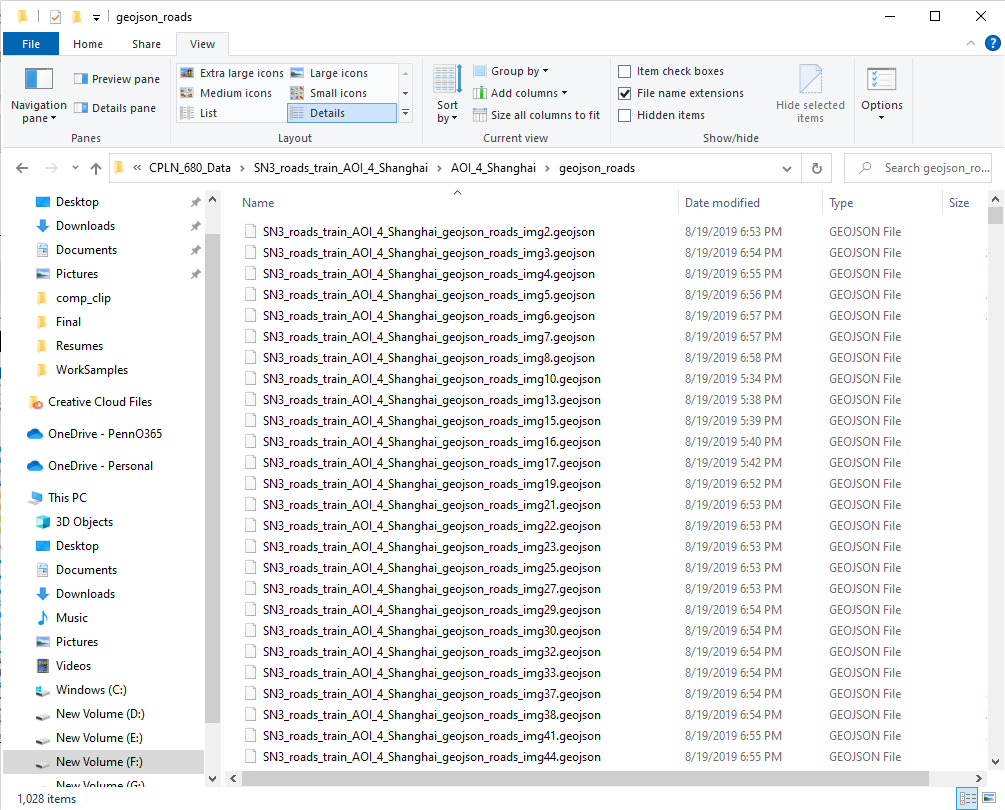 geojson_roads
File Home Share View
Navigation pane
Preview pane
Details pane
Panes
Extra large icons Large icons
Medium icons Small icons
List Details
Layout
Sort by
Group by
Add columns
Size all columns to fit
Current view
Item check boxes
File name extensions
Hidden items
Hide selected items
Show/hide
Options
« CPLN_680_Data › SN3_roads_train_AOI_4_Shanghai › AOI_4_Shanghai › geojson_roads
Search geojson_ro...
Desktop
Downloads
Documents
Pictures
comp_clip
Final
Resumes
WorkSamples
Creative Cloud Files
OneDrive - PennO365
OneDrive - Personal
This PC
3D Objects
Desktop
Documents
Downloads
Music
Pictures
Videos
Windows (C:)
New Volume (D:)
New Volume (E:)
New Volume (F:)
New Volume (G:)
Name Date modified Type Size
SN3_roads_train_AOI_4_Shanghai_geojson_roads_img2.geojson 8/19/2019 6:53 PM GEOJSON File
SN3_roads_train_AOI_4_Shanghai_geojson_roads_img3.geojson 8/19/2019 6:54 PM GEOJSON File
SN3_roads_train_AOI_4_Shanghai_geojson_roads_img4.geojson 8/19/2019 6:55 PM GEOJSON File
SN3_roads_train_AOI_4_Shanghai_geojson_roads_img5.geojson 8/19/2019 6:56 PM GEOJSON File
SN3_roads_train_AOI_4_Shanghai_geojson_roads_img6.geojson 8/19/2019 6:57 PM GEOJSON File
SN3_roads_train_AOI_4_Shanghai_geojson_roads_img7.geojson 8/19/2019 6:57 PM GEOJSON File
SN3_roads_train_AOI_4_Shanghai_geojson_roads_img8.geojson 8/19/2019 6:58 PM GEOJSON File
SN3_roads_train_AOI_4_Shanghai_geojson_roads_img10.geojson 8/19/2019 5:34 PM GEOJSON File
SN3_roads_train_AOI_4_Shanghai_geojson_roads_img13.geojson 8/19/2019 5:38 PM GEOJSON File
SN3_roads_train_AOI_4_Shanghai_geojson_roads_img15.geojson 8/19/2019 5:39 PM GEOJSON File
SN3_roads_train_AOI_4_Shanghai_geojson_roads_img16.geojson 8/19/2019 5:40 PM GEOJSON File
SN3_roads_train_AOI_4_Shanghai_geojson_roads_img17.geojson 8/19/2019 5:42 PM GEOJSON File
SN3_roads_train_AOI_4_Shanghai_geojson_roads_img19.geojson 8/19/2019 6:52 PM GEOJSON File
SN3_roads_train_AOI_4_Shanghai_geojson_roads_img21.geojson 8/19/2019 6:53 PM GEOJSON File
SN3_roads_train_AOI_4_Shanghai_geojson_roads_img22.geojson 8/19/2019 6:53 PM GEOJSON File
SN3_roads_train_AOI_4_Shanghai_geojson_roads_img23.geojson 8/19/2019 6:53 PM GEOJSON File
SN3_roads_train_AOI_4_Shanghai_geojson_roads_img25.geojson 8/19/2019 6:53 PM GEOJSON File
SN3_roads_train_AOI_4_Shanghai_geojson_roads_img27.geojson 8/19/2019 6:53 PM GEOJSON File
SN3_roads_train_AOI_4_Shanghai_geojson_roads_img29.geojson 8/19/2019 6:54 PM GEOJSON File
SN3_roads_train_AOI_4_Shanghai_geojson_roads_img30.geojson 8/19/2019 6:54 PM GEOJSON File
SN3_roads_train_AOI_4_Shanghai_geojson_roads_img32.geojson 8/19/2019 6:54 PM GEOJSON File
SN3_roads_train_AOI_4_Shanghai_geojson_roads_img33.geojson 8/19/2019 6:54 PM GEOJSON File
SN3_roads_train_AOI_4_Shanghai_geojson_roads_img37.geojson 8/19/2019 6:54 PM GEOJSON File
SN3_roads_train_AOI_4_Shanghai_geojson_roads_img38.geojson 8/19/2019 6:54 PM GEOJSON File
SN3_roads_train_AOI_4_Shanghai_geojson_roads_img41.geojson 8/19/2019 6:55 PM GEOJSON File
SN3_roads_train_AOI_4_Shanghai_geojson_roads_img44.geojson 8/19/2019 6:55 PM GEOJSON File
1,028 items